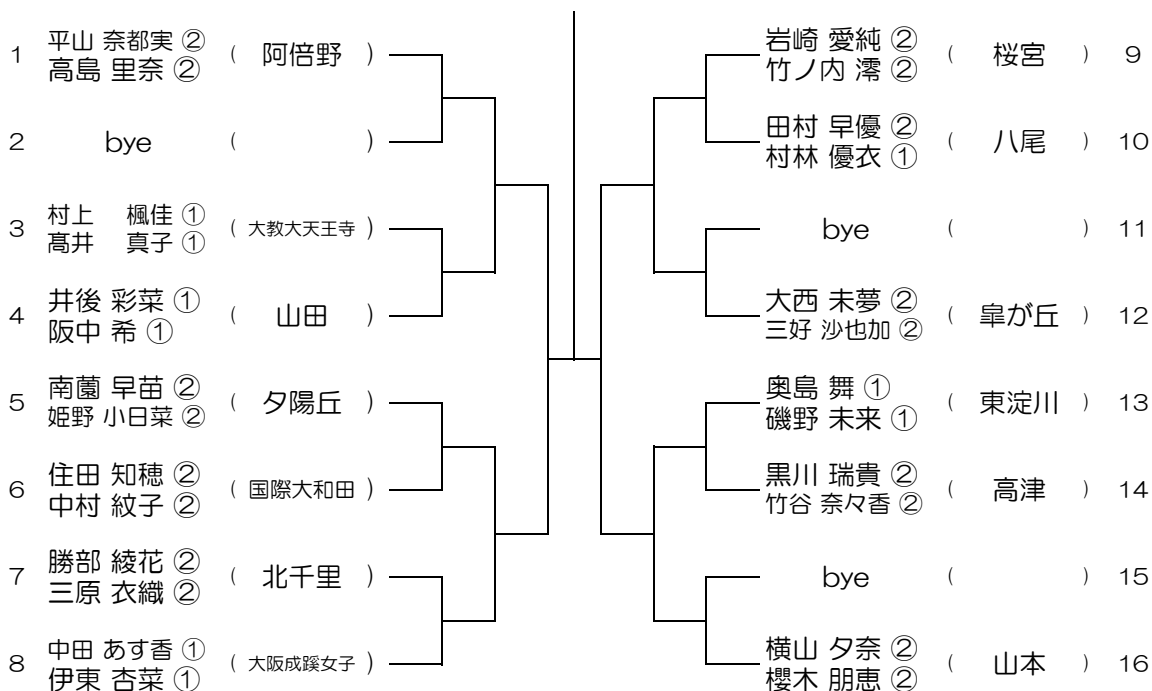 1 平山 奈都実 ② ( 阿倍野 )
高島 里奈 ②
2 bye ( )
3 村上 楓佳 ① ( 大教大天王寺 )
髙井 真子 ①
4 井後 彩菜 ① ( 山田 )
阪中 希 ①
5 南薗 早苗 ② ( 夕陽丘 )
姫野 小日菜 ②
6 住田 知穂 ② ( 国際大和田 )
中村 紋子 ②
7 勝部 綾花 ② ( 北千里 )
三原 衣織 ②
8 中田 あす香 ① ( 大阪成蹊女子 )
伊東 杏菜 ①
岩崎 愛純 ② ( 桜宮 ) 9
竹ノ内 澪 ②
田村 早優 ② ( 八尾 ) 10
村林 優衣 ①
bye ( ) 11
大西 未夢 ② ( 皐が丘 ) 12
三好 沙也加 ②
奥島 舞 ① ( 東淀川 ) 13
磯野 未来 ①
黒川 瑞貴 ② ( 高津 ) 14
竹谷 奈々香 ②
bye ( ) 15
横山 夕奈 ② ( 山本 ) 16
櫻木 朋恵 ②